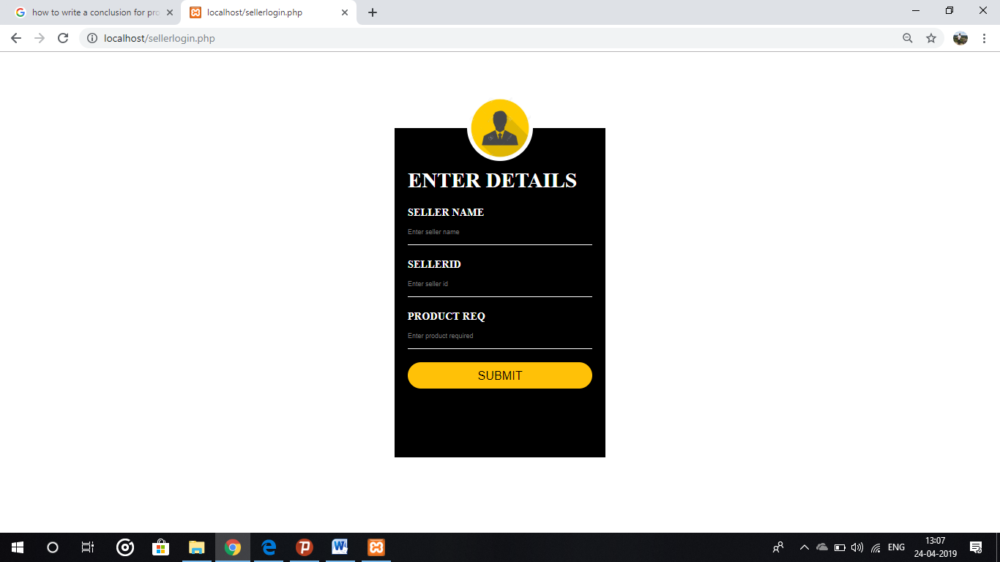 how to write a conclusion for pro
localhost/sellerlogin.php
localhost/sellerlogin.php
ENTER DETAILS
SELLER NAME
Enter seller name
SELLERID
Enter seller id
PRODUCT REQ
Enter product required
SUBMIT
ENG
13:07
24-04-2019